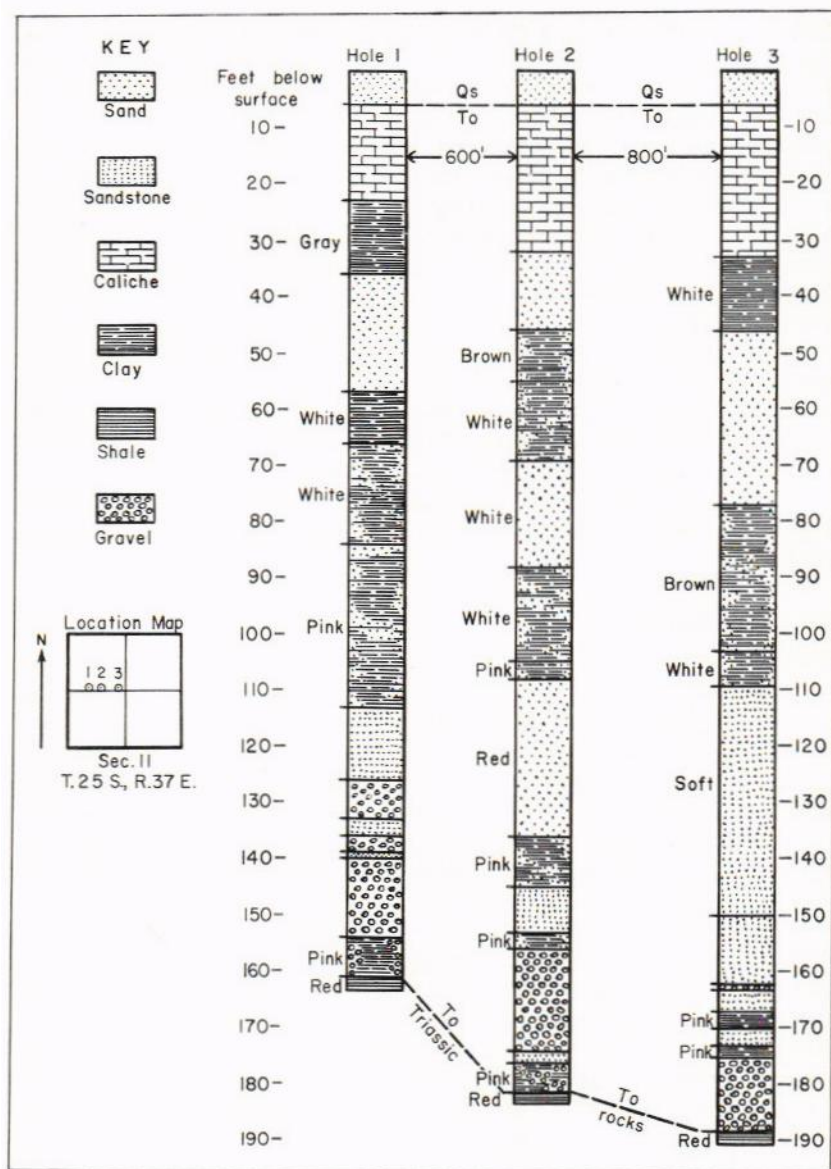 KEY
Sand
Sandstone
Caliche
Clay
Shale
Gravel
Location Map
N
1 2 3
Sec. 11
T. 25 S., R. 37 E.
Feet below
surface
10–
20–
30–
40–
50–
60–
70–
80–
90–
100–
110–
120–
130–
140–
150–
160–
170–
180–
190–
Hole 1
Gray
White
White
Pink
Pink
Red
Qs
To
600'
To
Triassic
Hole 2
Brown
White
White
White
Pink
Red
Pink
Pink
Pink
Red
Qs
To
800'
To
rocks
Hole 3
White
Brown
White
Soft
Pink
Pink
Red
–10
–20
–30
–40
–50
–60
–70
–80
–90
–100
–110
–120
–130
–140
–150
–160
–170
–180
–190